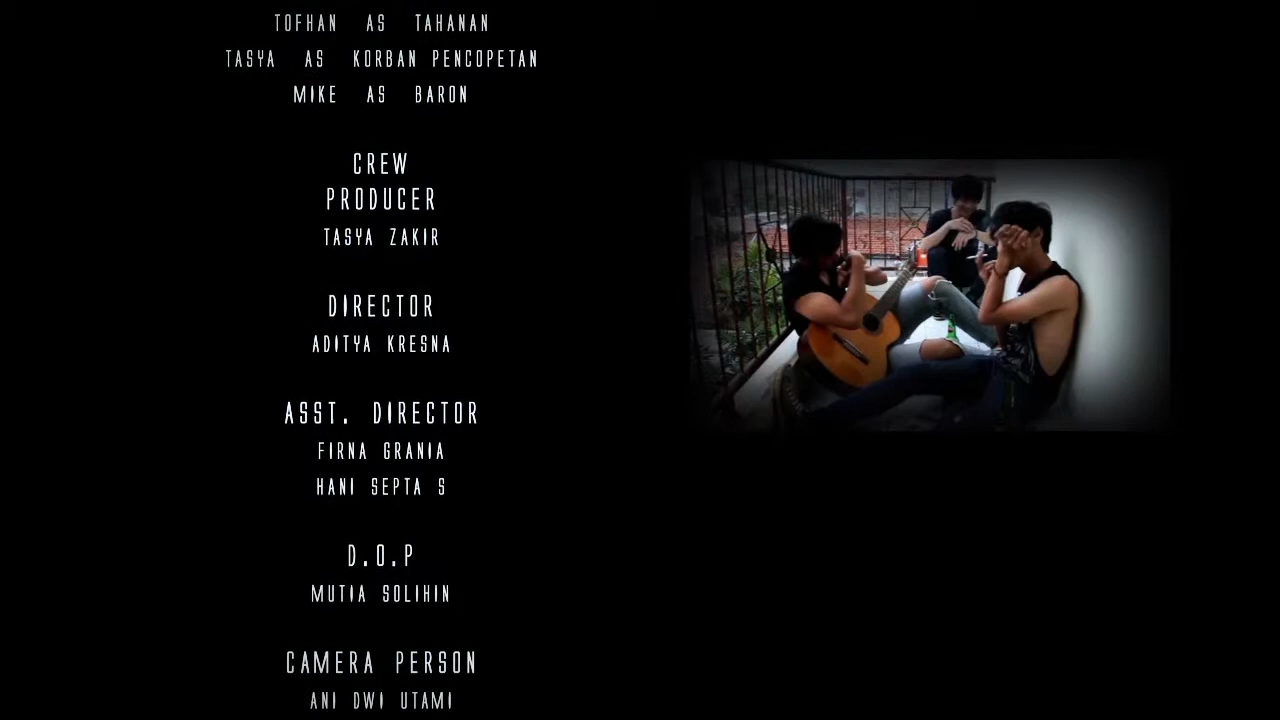 TOFHAN AS TAHANAN
TASYA AS KORBAN PENCOPETAN
MIKE AS BARON
CREW
PRODUCER
TASYA ZAKIR
DIRECTOR
ADITYA KRESNA
ASST. DIRECTOR
FIRNA GRANIA
HANI SEPTA S
D.O.P
MUTIA SOLIHIN
CAMERA PERSON
ANI DWI UTAMI